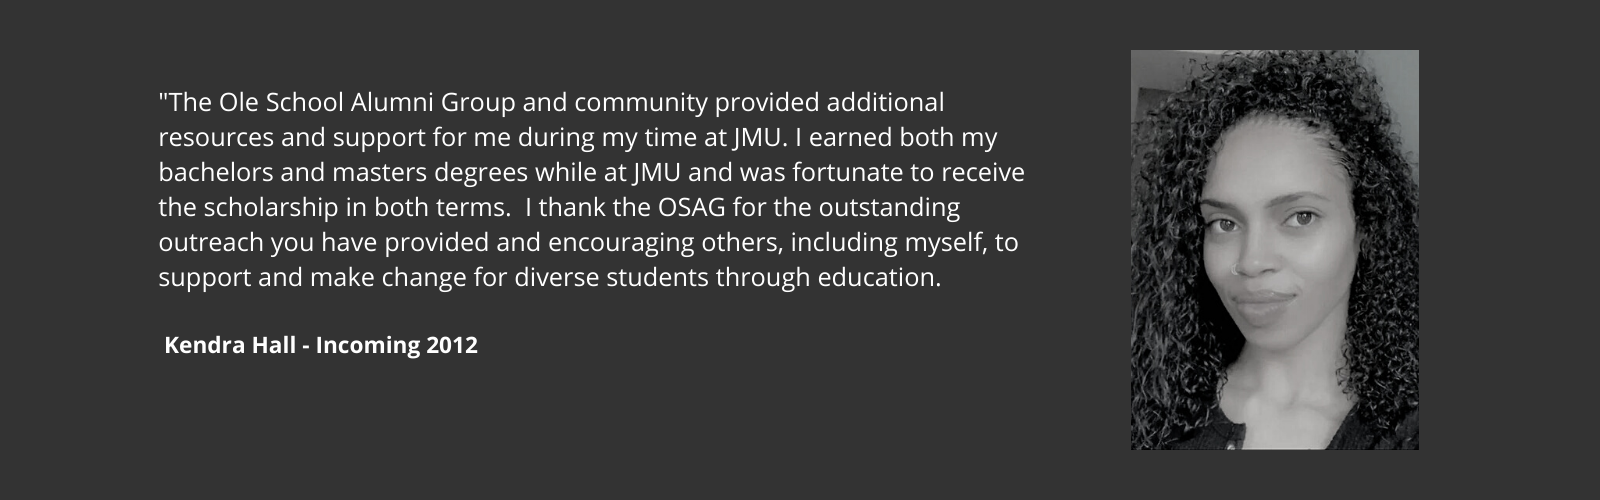 "The Ole School Alumni Group and community provided additional
resources and support for me during my time at JMU. I earned both my
bachelors and masters degrees while at JMU and was fortunate to receive
the scholarship in both terms.  I thank the OSAG for the outstanding
outreach you have provided and encouraging others, including myself, to
support and make change for diverse students through education.
Kendra Hall - Incoming 2012